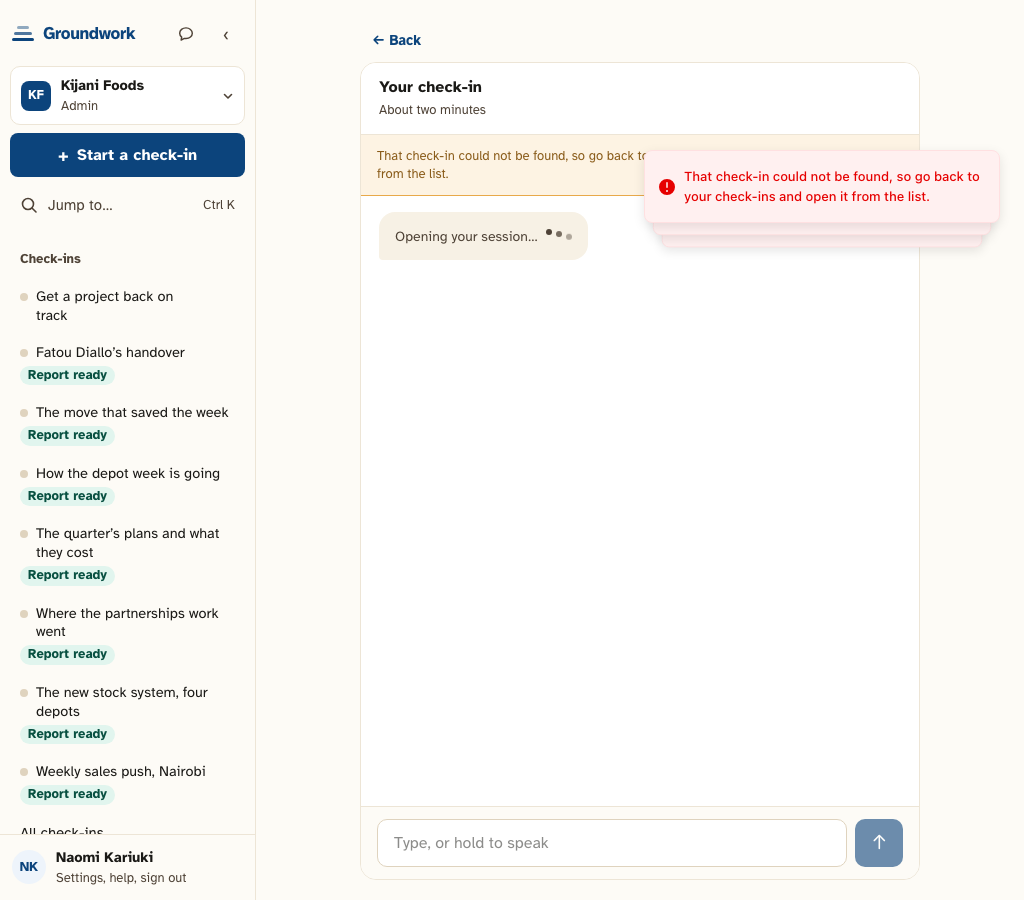 Groundwork
KF
Kijani Foods
Admin
+ Start a check-in
Jump to...
Ctrl K
Check-ins
Get a project back on
track
Fatou Diallo’s handover
Report ready
The move that saved the week
Report ready
How the depot week is going
Report ready
The quarter’s plans and what
they cost
Report ready
Where the partnerships work
went
Report ready
The new stock system, four
depots
Report ready
Weekly sales push, Nairobi
Report ready
All check-ins
NK
Naomi Kariuki
Settings, help, sign out
← Back
Your check-in
About two minutes
That check-in could not be found, so go back to
from the list.
That check-in could not be found, so go back to
your check-ins and open it from the list.
Opening your session...
Type, or hold to speak